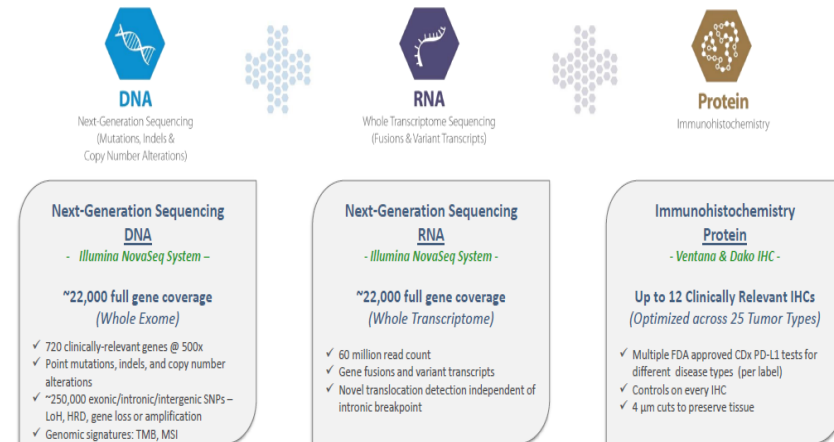 DNA
Next-Generation Sequencing
(Mutations, Indels &
Copy Number Alterations)
RNA
Whole Transcriptome Sequencing
(Fusions & Variant Transcripts)
Protein
Immunohistochemistry
Next-Generation Sequencing
DNA
- Illumina NovaSeq System –
~22,000 full gene coverage
(Whole Exome)
✓ 720 clinically-relevant genes @ 500x
✓ Point mutations, indels, and copy number
alterations
✓ ~250,000 exonic/intronic/intergenic SNPs –
LoH, HRD, gene loss or amplification
✓ Genomic signatures: TMB, MSI
Next-Generation Sequencing
RNA
- Illumina NovaSeq System -
~22,000 full gene coverage
(Whole Transcriptome)
✓ 60 million read count
✓ Gene fusions and variant transcripts
✓ Novel translocation detection independent of
intronic breakpoint
Immunohistochemistry
Protein
- Ventana & Dako IHC -
Up to 12 Clinically Relevant IHCs
(Optimized across 25 Tumor Types)
✓ Multiple FDA approved CDx PD-L1 tests for
different disease types (per label)
✓ Controls on every IHC
✓ 4 µm cuts to preserve tissue